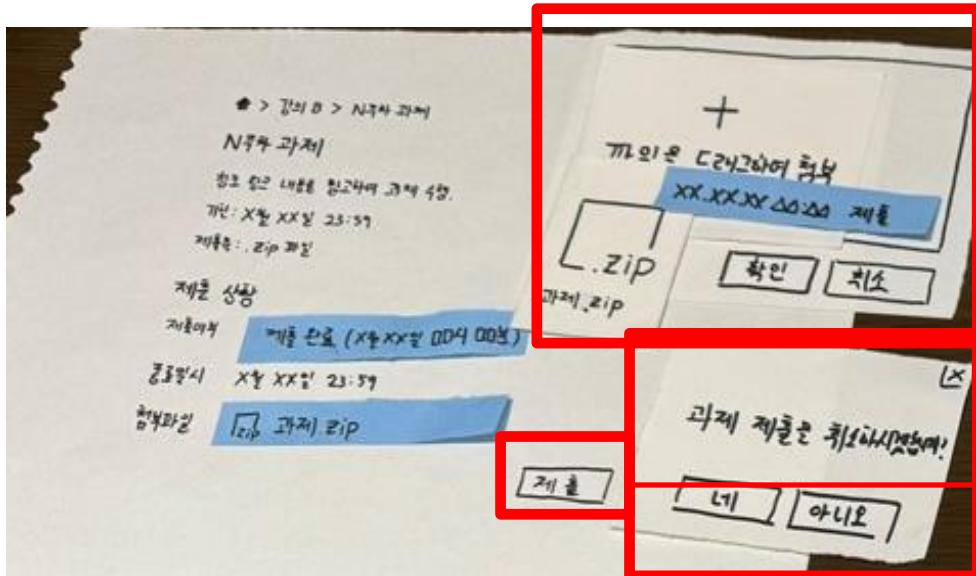 > 강의 B > N주차 과제
N주차 과제
참조 링크 내용을 참고하여 과제 수행.
기한: X월 XX일 23:59
제출물: .zip 파일
제출 상황
제출여부 제출 완료 (X월 XX일 00시 00분)
종료일시 X월 XX일 23:59
첨부파일 zip 과제.zip
제출
+
파일을 드래그하여 첨부
XX.XX.XX ΔΔ:ΔΔ 제출
.zip
과제.zip
확인 취소
X
과제 제출을 취소하시겠습니까?
네 아니오